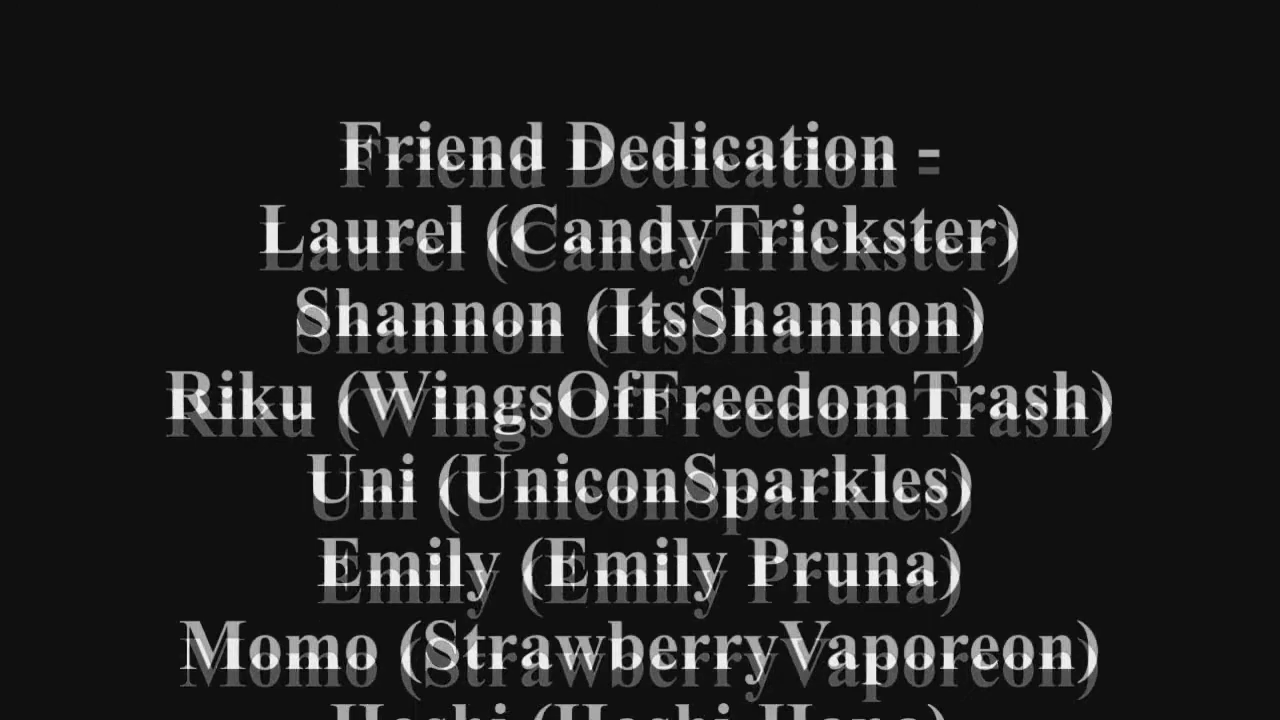 Friend Dedication -
Laurel (CandyTrickster)
Shannon (ItsShannon)
Riku (WingsOfFreedomTrash)
Uni (UniconSparkles)
Emily (Emily Pruna)
Momo (StrawberryVaporeon)